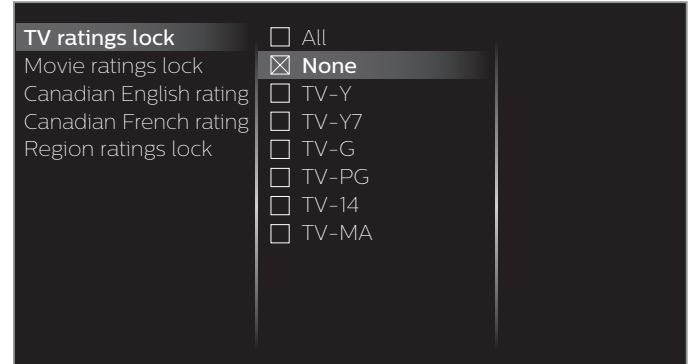 TV ratings lock
Movie ratings lock
Canadian English rating
Canadian French rating
Region ratings lock
All
None
TV-Y
TV-Y7
TV-G
TV-PG
TV-14
TV-MA